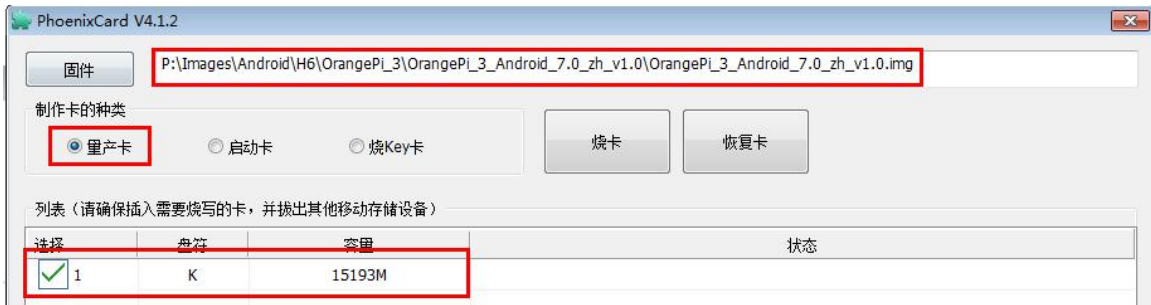 PhoenixCard V4.1.2
固件 P:\Images\Android\H6\OrangePi_3\OrangePi_3_Android_7.0_zh_v1.0\OrangePi_3_Android_7.0_zh_v1.0.img
制作卡的种类
量产卡 启动卡 烧Key卡 烧卡 恢复卡
列表（请确保插入需要烧写的卡，并拔出其他移动存储设备）
选择 盘符 容量 状态
1 K 15193M